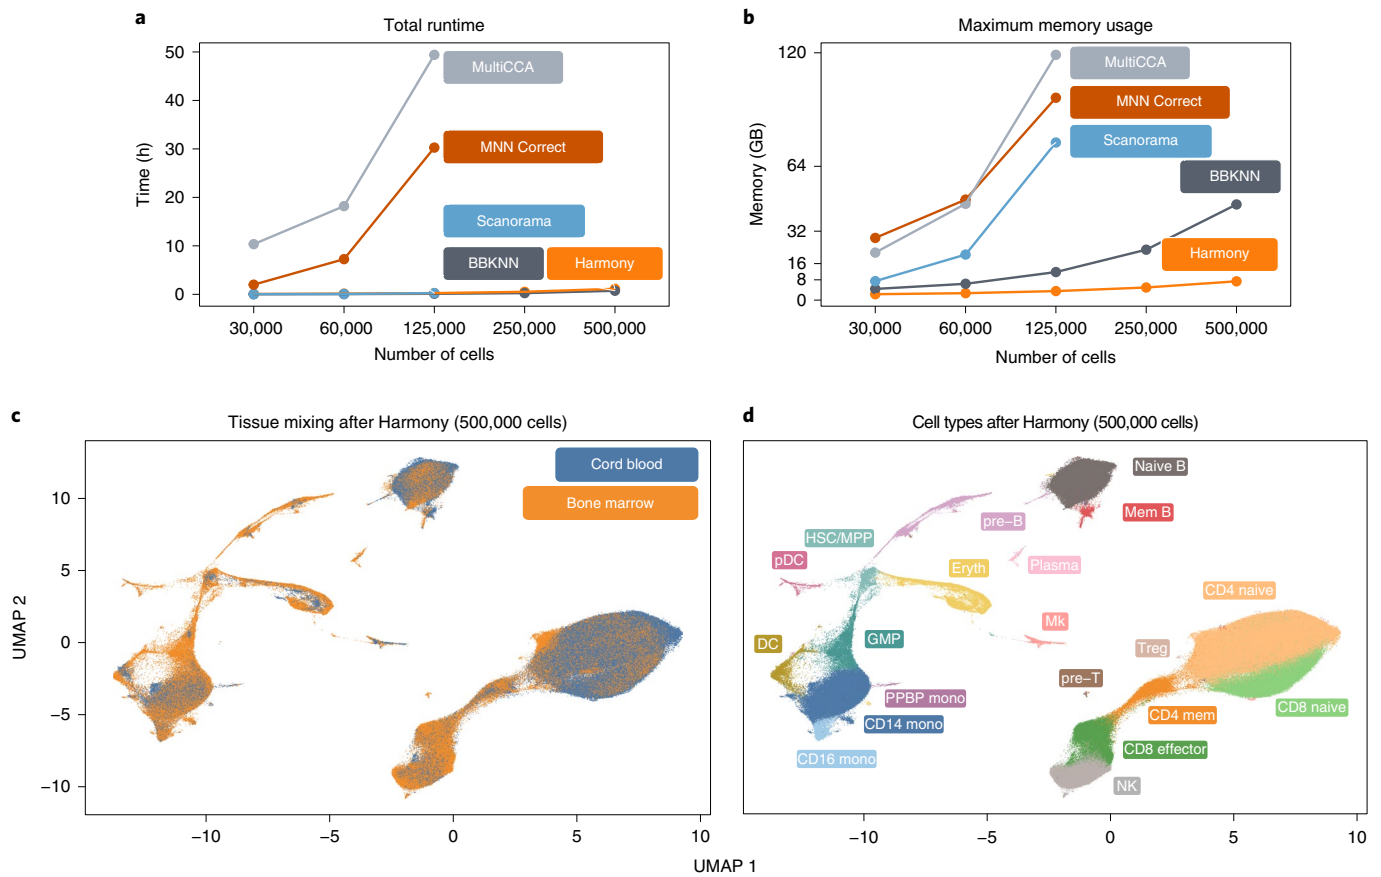 a
Total runtime
50
40
30
20
10
0
Time (h)
MultiCCA
MNN Correct
Scanorama
BBKNN
Harmony
30,000
60,000
125,000
250,000
500,000
Number of cells
b
Maximum memory usage
120
64
32
16
8
0
Memory (GB)
MultiCCA
MNN Correct
Scanorama
BBKNN
Harmony
30,000
60,000
125,000
250,000
500,000
Number of cells
c
Tissue mixing after Harmony (500,000 cells)
Cord blood
Bone marrow
10
5
0
−5
−10
UMAP 2
−10
−5
0
5
10
d
Cell types after Harmony (500,000 cells)
Naive B
Mem B
pre−B
HSC/MPP
pDC
Eryth
Plasma
CD4 naive
Mk
GMP
DC
Treg
pre−T
PPBP mono
CD14 mono
CD4 mem
CD8 naive
CD16 mono
CD8 effector
NK
−10
−5
0
5
10
UMAP 1